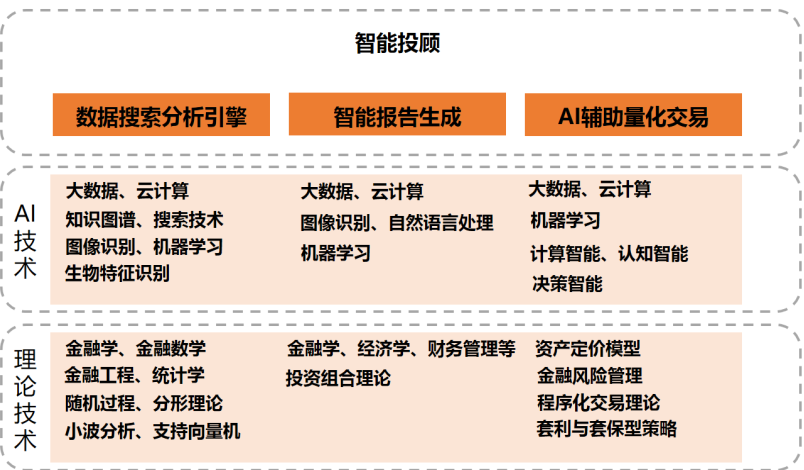 智能投顾
数据搜索分析引擎
智能报告生成
AI辅助量化交易
AI
技
术
大数据、云计算
知识图谱、搜索技术
图像识别、机器学习
生物特征识别
大数据、云计算
图像识别、自然语言处理
机器学习
大数据、云计算
机器学习
计算智能、认知智能
决策智能
理
论
技
术
金融学、金融数学
金融工程、统计学
随机过程、分形理论
小波分析、支持向量机
金融学、经济学、财务管理等
投资组合理论
资产定价模型
金融风险管理
程序化交易理论
套利与套保型策略